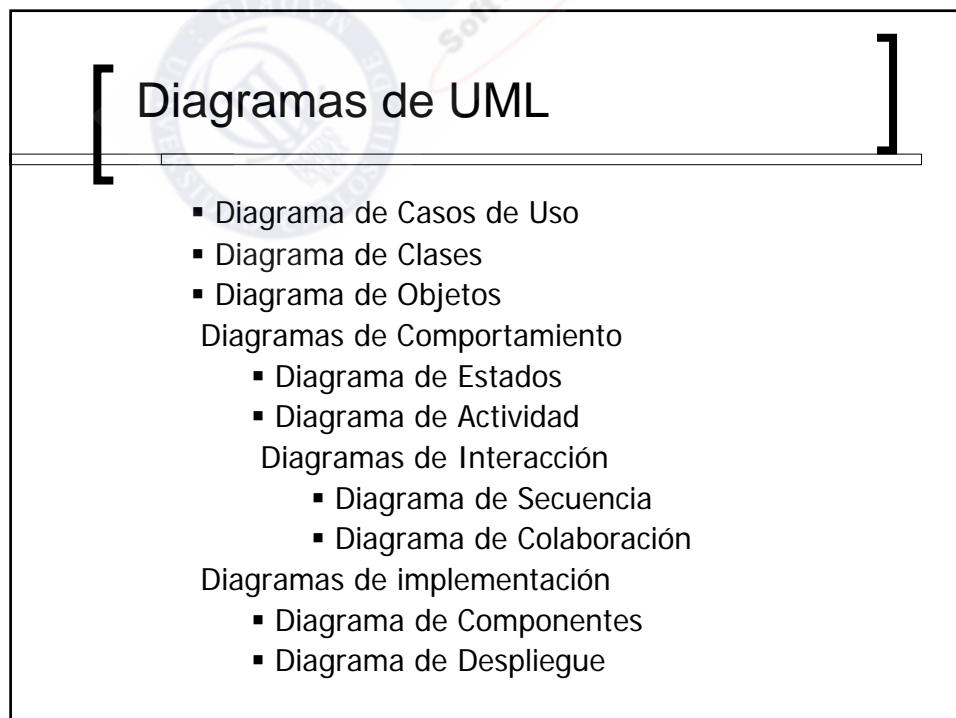 Soft
Diagramas de UML
▪ Diagrama de Casos de Uso
▪ Diagrama de Clases
▪ Diagrama de Objetos
Diagramas de Comportamiento
▪ Diagrama de Estados
▪ Diagrama de Actividad
Diagramas de Interacción
▪ Diagrama de Secuencia
▪ Diagrama de Colaboración
Diagramas de implementación
▪ Diagrama de Componentes
▪ Diagrama de Despliegue